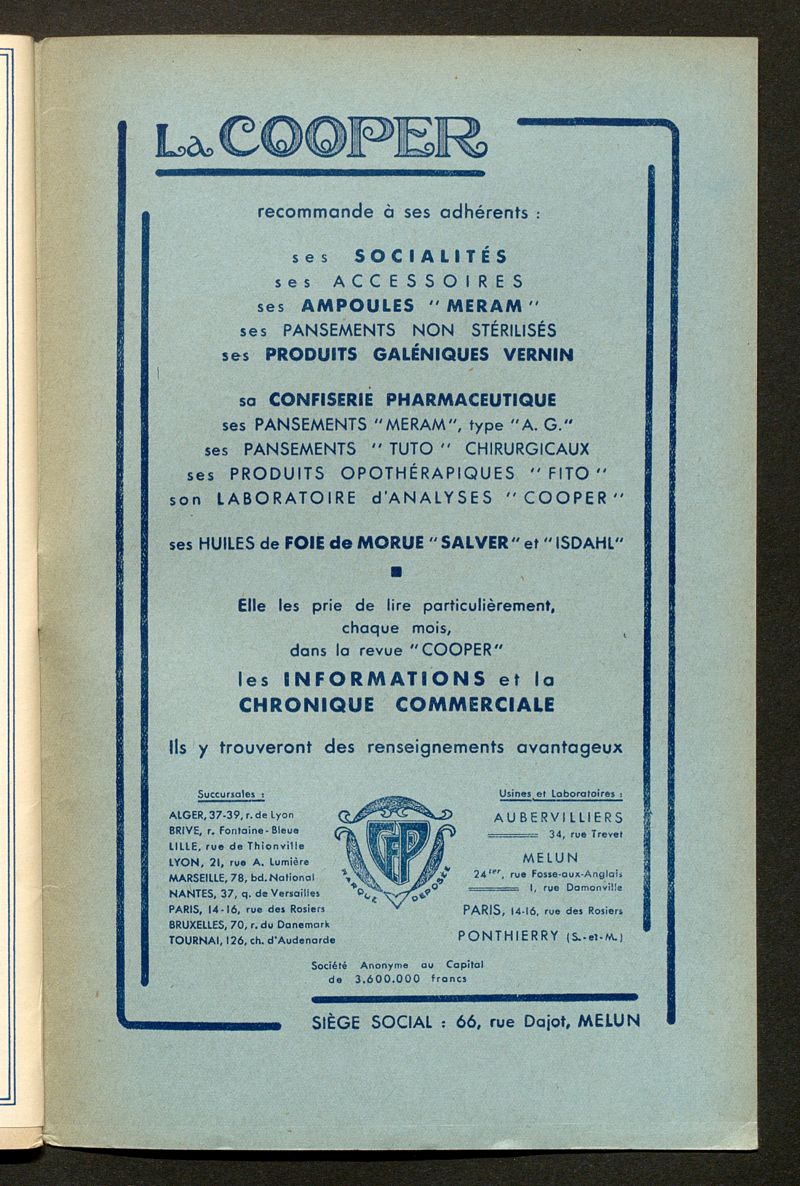 La COOPER
recommande à ses adhérents :
ses SOCIALITÉS
ses ACCESSOIRES
ses AMPOULES "MERAM"
ses PANSEMENTS NON STÉRILISÉS
ses PRODUITS GALÉNIQUES VERNIN
sa CONFISERIE PHARMACEUTIQUE
ses PANSEMENTS "MERAM", type "A. G."
ses PANSEMENTS "TUTO" CHIRURGICAUX
ses PRODUITS OPOTHÉRAPIQUES "FITO"
son LABORATOIRE d'ANALYSES "COOPER"
ses HUILES de FOIE de MORUE "SALVER" et "ISDAHL"
Elle les prie de lire particulièrement,
chaque mois,
dans la revue "COOPER"
les INFORMATIONS et la
CHRONIQUE COMMERCIALE
Ils y trouveront des renseignements avantageux
Succursales :
ALGER, 37-39, r. de Lyon
BRIVE, r. Fontaine-Bleue
LILLE, rue de Thionville
LYON, 21, rue A. Lumière
MARSEILLE, 78, bd. National
NANTES, 37, q. de Versailles
PARIS, 14-16, rue des Rosiers
BRUXELLES, 70, r. du Danemark
TOURNAI, 126, ch. d'Audenarde
CFP
MARQUE DÉPOSÉE
Usines et Laboratoires :
AUBERVILLIERS
34, rue Trevet
MELUN
24ter, rue Fosse-aux-Anglais
1, rue Damonville
PARIS, 14-16, rue des Rosiers
PONTHIERRY (S.-et-M.)
Société Anonyme au Capital
de 3.600.000 francs
SIÈGE SOCIAL : 66, rue Dajot, MELUN